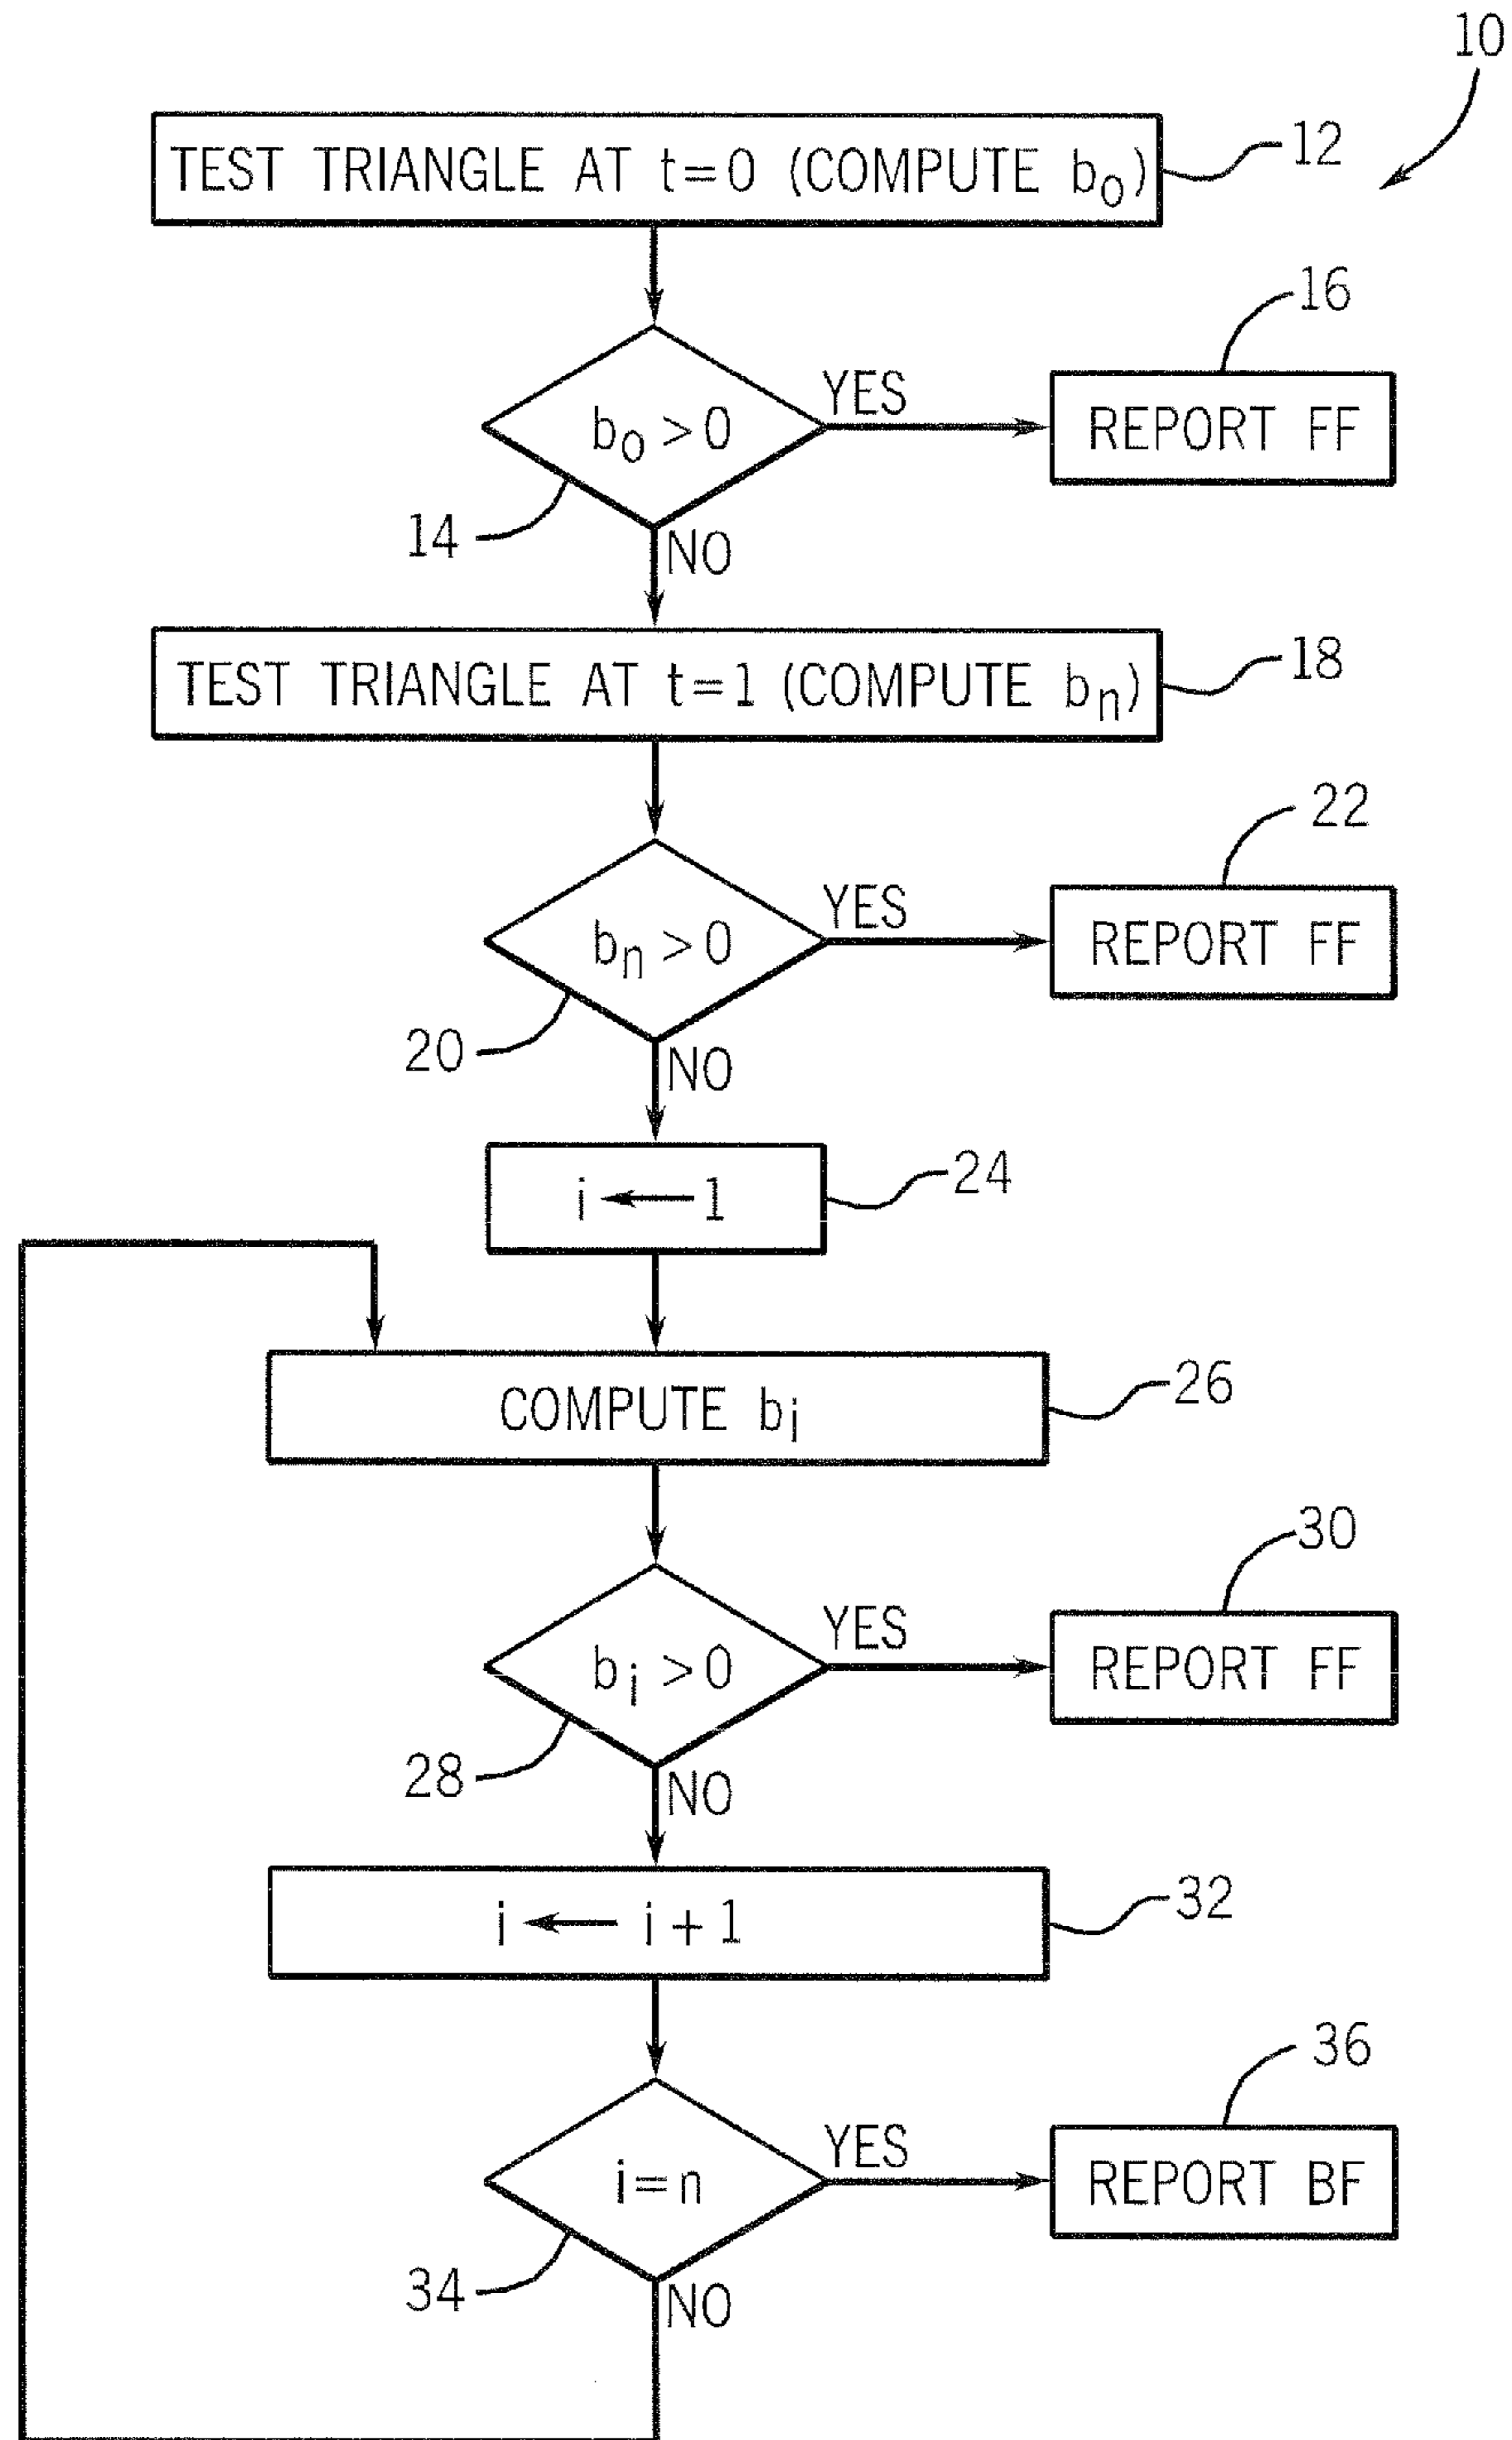 10
TEST TRIANGLE AT t=0 (COMPUTE b₀)
12
b₀ > 0
YES
REPORT FF
16
14
NO
TEST TRIANGLE AT t=1 (COMPUTE bₙ)
18
bₙ > 0
YES
REPORT FF
22
20
NO
i ← 1
24
COMPUTE bᵢ
26
bᵢ > 0
YES
REPORT FF
30
28
NO
i ← i + 1
32
i = n
YES
REPORT BF
36
34
NO